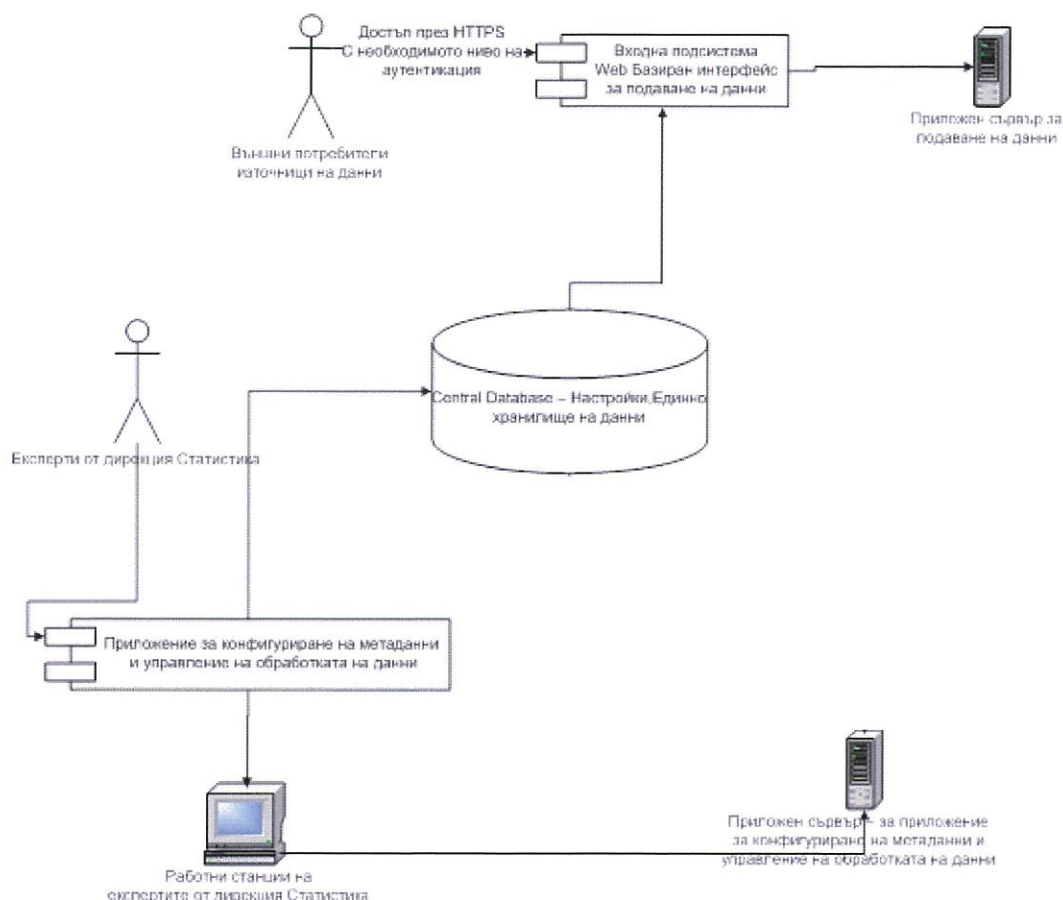 Достъп през HTTPS
С необходимото ниво на
аутентикация
Входна подсистема
Web Базиран интерфейс
за подаване на данни
Приложен сървър за
подаване на данни
Външни потребители
източници на данни
Central Database – Настройки,Единно
хранилище на данни
Експерти от дирекция Статистика
Приложение за конфигуриране на метаданни
и управление на обработката на данни
Приложен сървър – за приложение
за конфигуриране на метаданни и
управление на обработката на данни
Работни станции на
експертите от дирекция Статистика